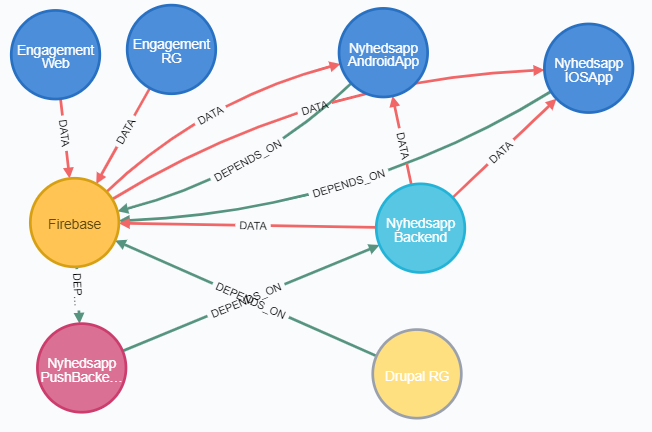 Engagement
Web
Engagement
RG
Nyhedsapp
AndroidApp
Nyhedsapp
IOSApp
DATA
DATA
DATA
DATA
DEPENDS_ON
DATA
DATA
DEPENDS_ON
Firebase
DATA
Nyhedsapp
Backend
DEP...
DEPENDS_ON
DEPENDS_ON
Nyhedsapp
PushBacke...
Drupal RG